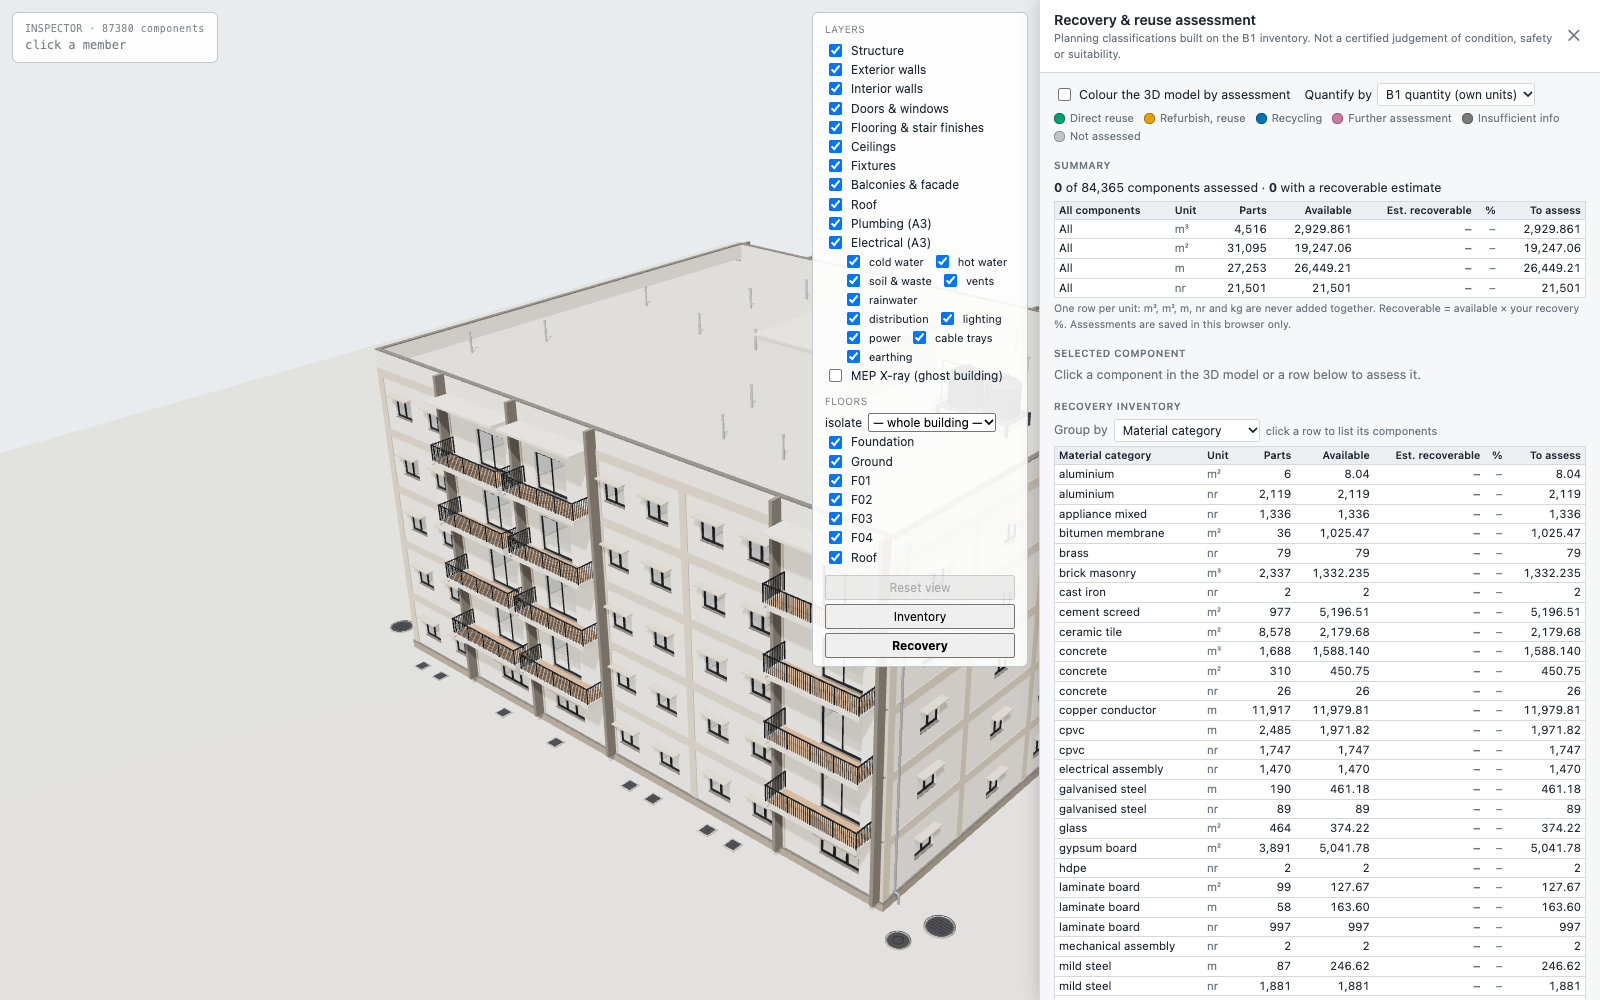 INSPECTOR · 87380 components
click a member
LAYERS
Structure
Exterior walls
Interior walls
Doors & windows
Flooring & stair finishes
Ceilings
Fixtures
Balconies & facade
Roof
Plumbing (A3)
Electrical (A3)
cold water hot water
soil & waste vents
rainwater
distribution lighting
power cable trays
earthing
MEP X-ray (ghost building)
FLOORS
isolate — whole building —
Foundation
Ground
F01
F02
F03
F04
Roof
Reset view
Inventory
Recovery
Recovery & reuse assessment
Planning classifications built on the B1 inventory. Not a certified judgement of condition, safety
or suitability.
Colour the 3D model by assessment Quantify by B1 quantity (own units)
Direct reuse Refurbish, reuse Recycling Further assessment Insufficient info
Not assessed
SUMMARY
0 of 84,365 components assessed · 0 with a recoverable estimate
All components Unit Parts Available Est. recoverable % To assess
All m³ 4,516 2,929.861 – – 2,929.861
All m² 31,095 19,247.06 – – 19,247.06
All m 27,253 26,449.21 – – 26,449.21
All nr 21,501 21,501 – – 21,501
One row per unit: m³, m², m, nr and kg are never added together. Recoverable = available × your recovery
%. Assessments are saved in this browser only.
SELECTED COMPONENT
Click a component in the 3D model or a row below to assess it.
RECOVERY INVENTORY
Group by Material category click a row to list its components
Material category Unit Parts Available Est. recoverable % To assess
aluminium m² 6 8.04 – – 8.04
aluminium nr 2,119 2,119 – – 2,119
appliance mixed nr 1,336 1,336 – – 1,336
bitumen membrane m² 36 1,025.47 – – 1,025.47
brass nr 79 79 – – 79
brick masonry m³ 2,337 1,332.235 – – 1,332.235
cast iron nr 2 2 – – 2
cement screed m² 977 5,196.51 – – 5,196.51
ceramic tile m² 8,578 2,179.68 – – 2,179.68
concrete m³ 1,688 1,588.140 – – 1,588.140
concrete m² 310 450.75 – – 450.75
concrete nr 26 26 – – 26
copper conductor m 11,917 11,979.81 – – 11,979.81
cpvc m 2,485 1,971.82 – – 1,971.82
cpvc nr 1,747 1,747 – – 1,747
electrical assembly nr 1,470 1,470 – – 1,470
galvanised steel m 190 461.18 – – 461.18
galvanised steel nr 89 89 – – 89
glass m² 464 374.22 – – 374.22
gypsum board m² 3,891 5,041.78 – – 5,041.78
hdpe nr 2 2 – – 2
laminate board m² 99 127.67 – – 127.67
laminate board m 58 163.60 – – 163.60
laminate board nr 997 997 – – 997
mechanical assembly nr 2 2 – – 2
mild steel m 87 246.62 – – 246.62
mild steel nr 1,881 1,881 – – 1,881